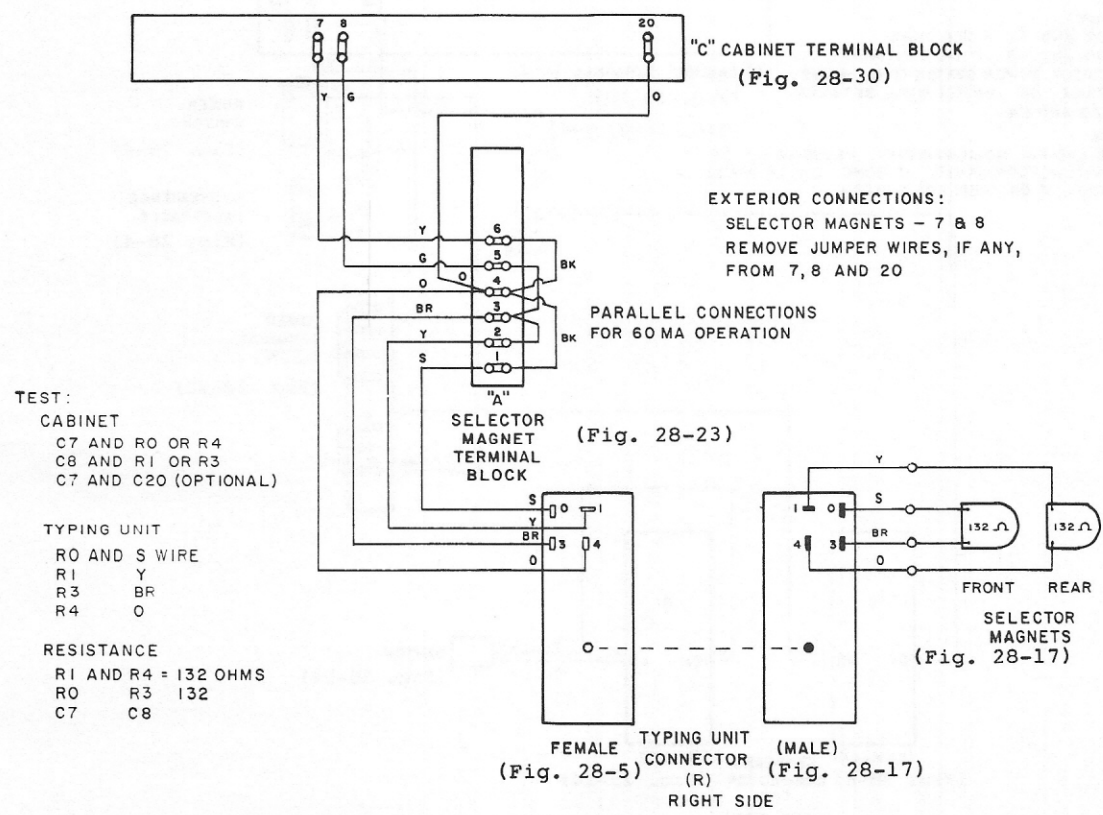 7 8 20
"C" CABINET TERMINAL BLOCK
(Fig. 28-30)
Y G O
EXTERIOR CONNECTIONS:
SELECTOR MAGNETS - 7 & 8
REMOVE JUMPER WIRES, IF ANY,
FROM 7, 8 AND 20
Y 6
G 5 BK
O O 4
BR 3
PARALLEL CONNECTIONS
FOR 60 MA OPERATION
Y 2 BK
S 1
"A"
SELECTOR
MAGNET
TERMINAL
BLOCK
(Fig. 28-23)
TEST:
CABINET
C7 AND R0 OR R4
C8 AND R1 OR R3
C7 AND C20 (OPTIONAL)
TYPING UNIT
R0 AND S WIRE
R1 Y
R3 BR
R4 O
RESISTANCE
R1 AND R4 = 132 OHMS
R0 R3 132
C7 C8
S 0 1
Y
BR 3 4
O
Y
1 0 S
4 3 BR
O
132 Ω 132 Ω
FRONT REAR
SELECTOR
MAGNETS
(Fig. 28-17)
FEMALE
(Fig. 28-5)
TYPING UNIT
CONNECTOR
(R)
RIGHT SIDE
(MALE)
(Fig. 28-17)